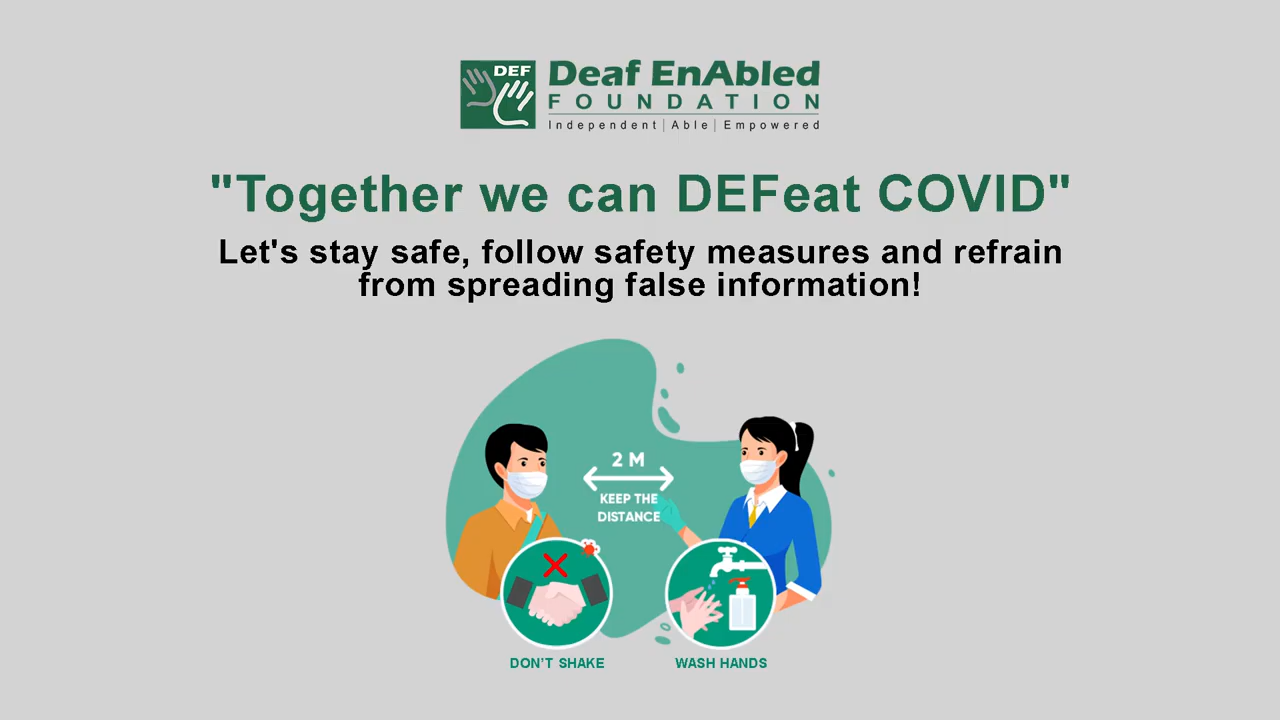 DEF
Deaf EnAbled
FOUNDATION
Independent | Able | Empowered
"Together we can DEFeat COVID"
Let's stay safe, follow safety measures and refrain
from spreading false information!
2 M
KEEP THE
DISTANCE
DON'T SHAKE
WASH HANDS